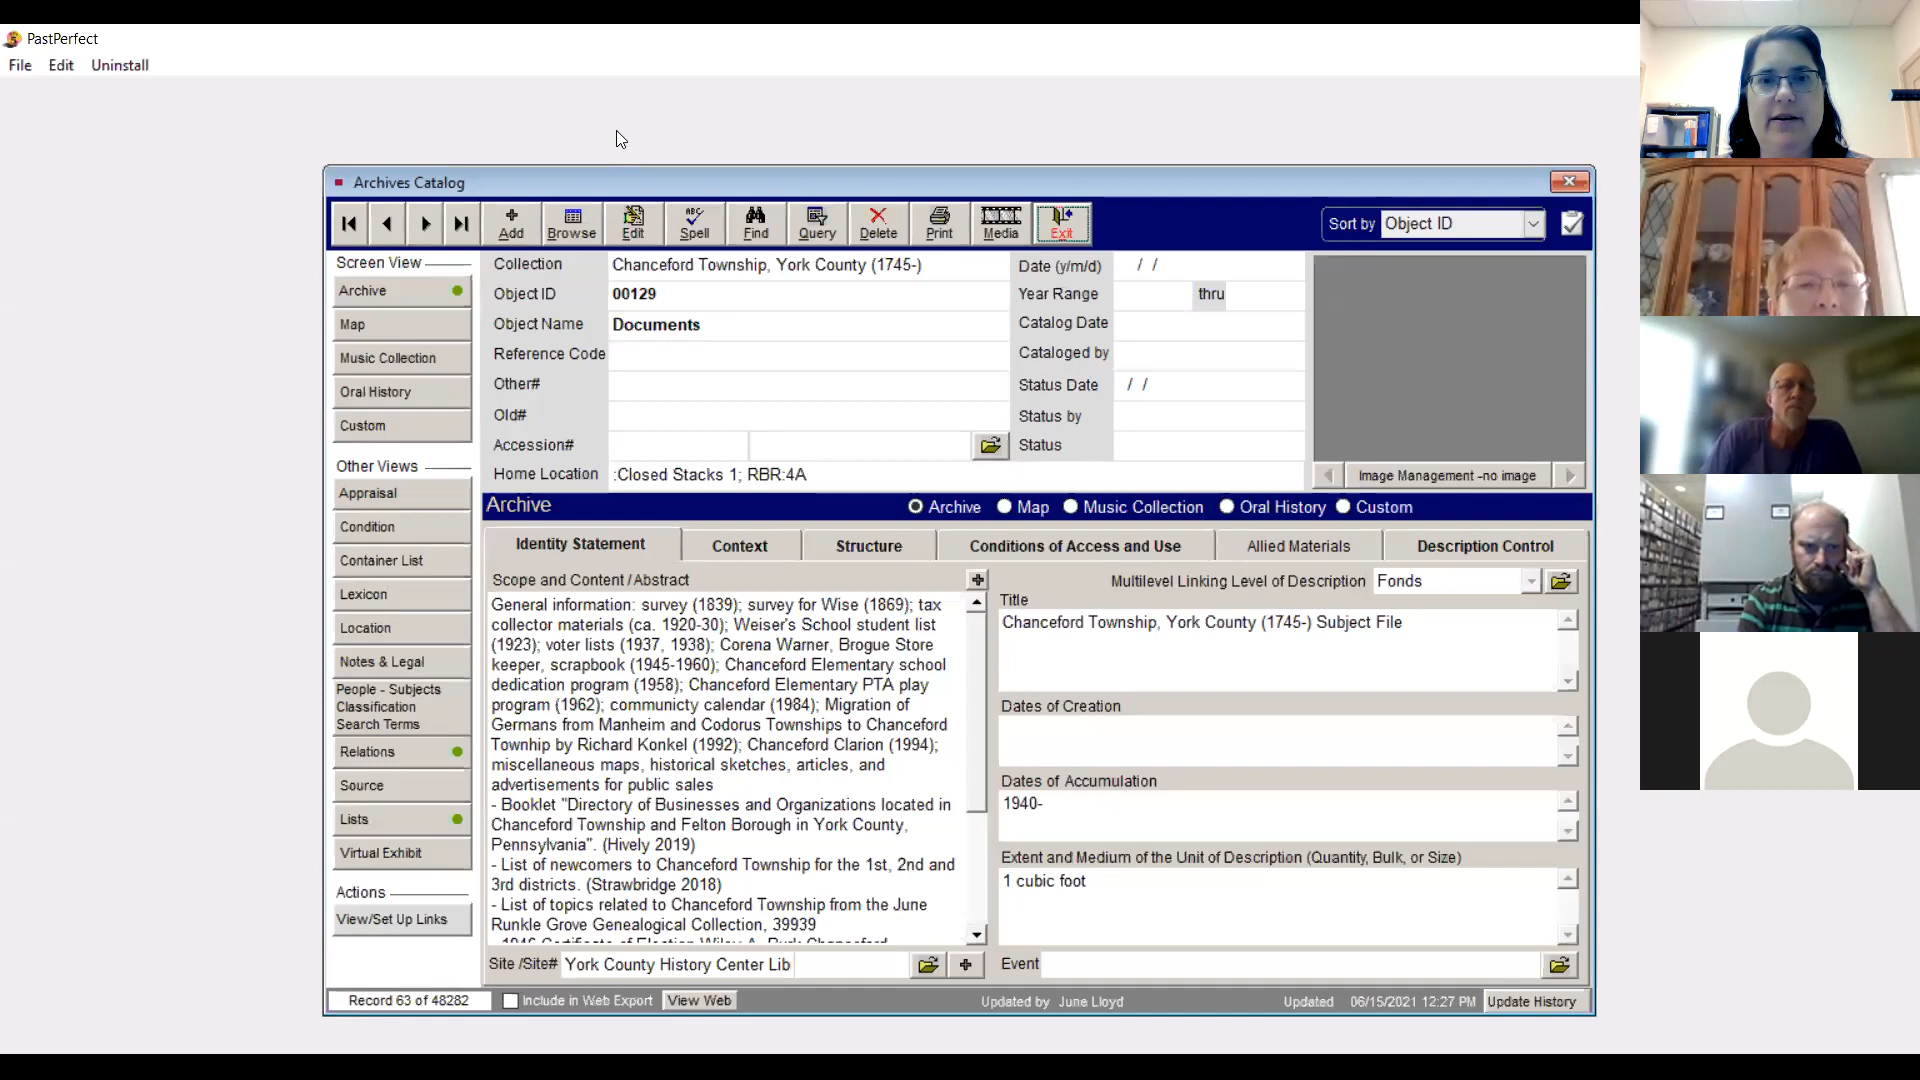 PastPerfect
File Edit Uninstall
Archives Catalog
Add Browse Edit Spell Find Query Delete Print Media Exit
Sort by Object ID
Screen View
Archive
Map
Music Collection
Oral History
Custom
Other Views
Appraisal
Condition
Container List
Lexicon
Location
Notes & Legal
People - Subjects
Classification
Search Terms
Relations
Source
Lists
Virtual Exhibit
Actions
View/Set Up Links
Collection Chanceford Township, York County (1745-)
Object ID 00129
Object Name Documents
Reference Code
Other#
Old#
Accession#
Home Location :Closed Stacks 1; RBR:4A
Date (y/m/d) / /
Year Range thru
Catalog Date
Cataloged by
Status Date / /
Status by
Status
Image Management -no image
Archive
Archive Map Music Collection Oral History Custom
Identity Statement Context Structure Conditions of Access and Use Allied Materials Description Control
Scope and Content / Abstract
General information: survey (1839); survey for Wise (1869); tax
collector materials (ca. 1920-30); Weiser's School student list
(1923); voter lists (1937, 1938); Corena Warner, Brogue Store
keeper, scrapbook (1945-1960); Chanceford Elementary school
dedication program (1958); Chanceford Elementary PTA play
program (1962); communicty calendar (1984); Migration of
Germans from Manheim and Codorus Townships to Chanceford
Townhip by Richard Konkel (1992); Chanceford Clarion (1994);
miscellaneous maps, historical sketches, articles, and
advertisements for public sales
- Booklet "Directory of Businesses and Organizations located in
Chanceford Township and Felton Borough in York County,
Pennsylvania". (Hively 2019)
- List of newcomers to Chanceford Township for the 1st, 2nd and
3rd districts. (Strawbridge 2018)
- List of topics related to Chanceford Township from the June
Runkle Grove Genealogical Collection, 39939
Site /Site# York County History Center Lib
Multilevel Linking Level of Description Fonds
Title
Chanceford Township, York County (1745-) Subject File
Dates of Creation
Dates of Accumulation
1940-
Extent and Medium of the Unit of Description (Quantity, Bulk, or Size)
1 cubic foot
Event
Record 63 of 48282 Include in Web Export View Web Updated by June Lloyd Updated 06/15/2021 12:27 PM Update History